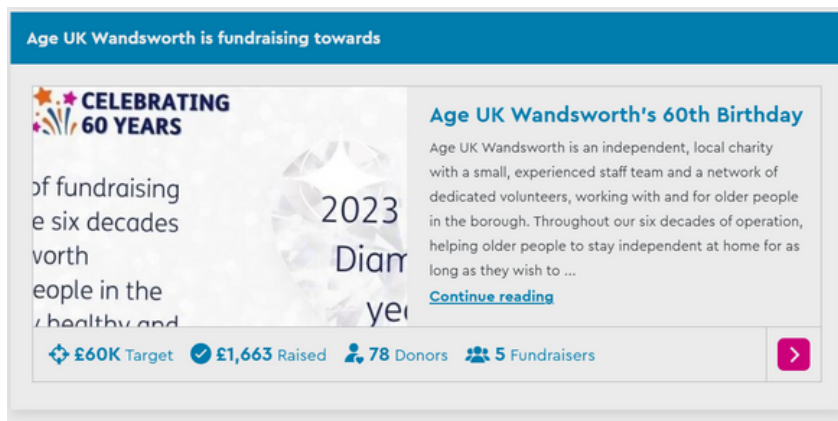 Age UK Wandsworth is fundraising towards
CELEBRATING
60 YEARS
of fundraising
e six decades
worth
eople in the
y healthy and
2023
Diam
yea
Age UK Wandsworth's 60th Birthday
Age UK Wandsworth is an independent, local charity
with a small, experienced staff team and a network of
dedicated volunteers, working with and for older people
in the borough. Throughout our six decades of operation,
helping older people to stay independent at home for as
long as they wish to ...
Continue reading
£60K Target £1,663 Raised 78 Donors 5 Fundraisers